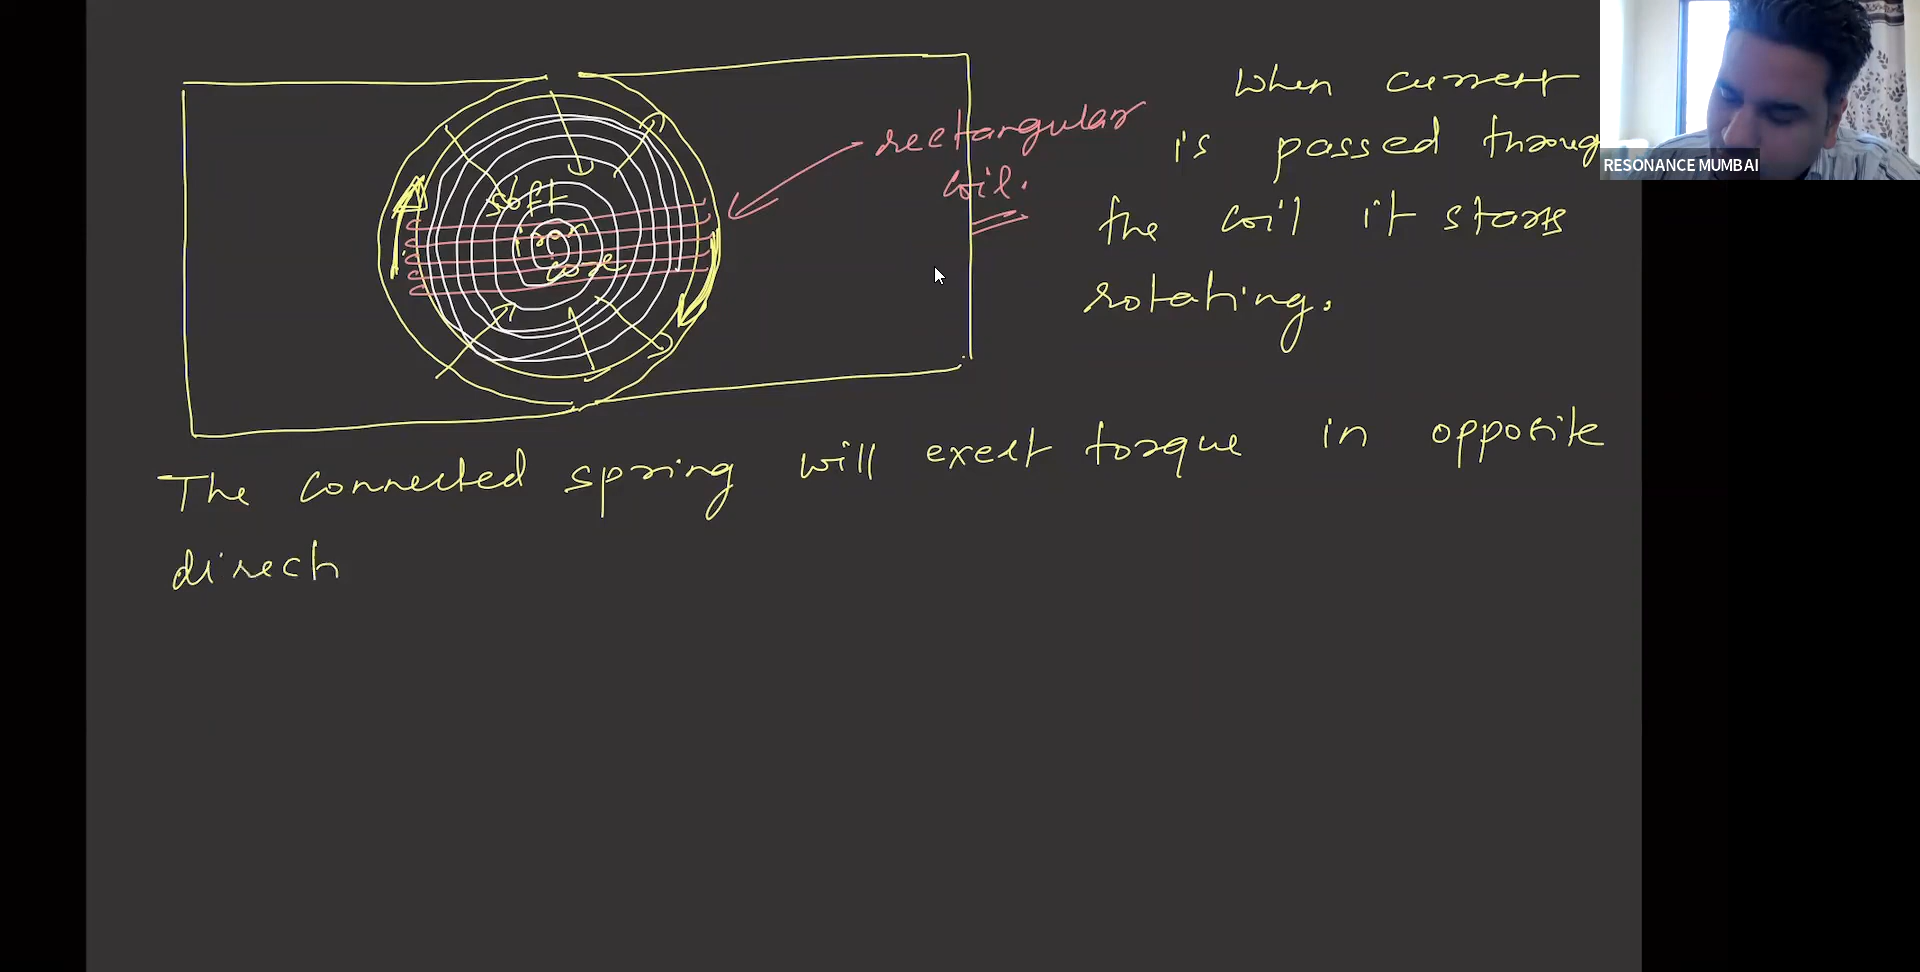 soft
iron
core
rectangular
coil.
When current
is passed throug
the coil it starts
rotating.
The connected spring will exert torque in opposite
direch
RESONANCE MUMBAI